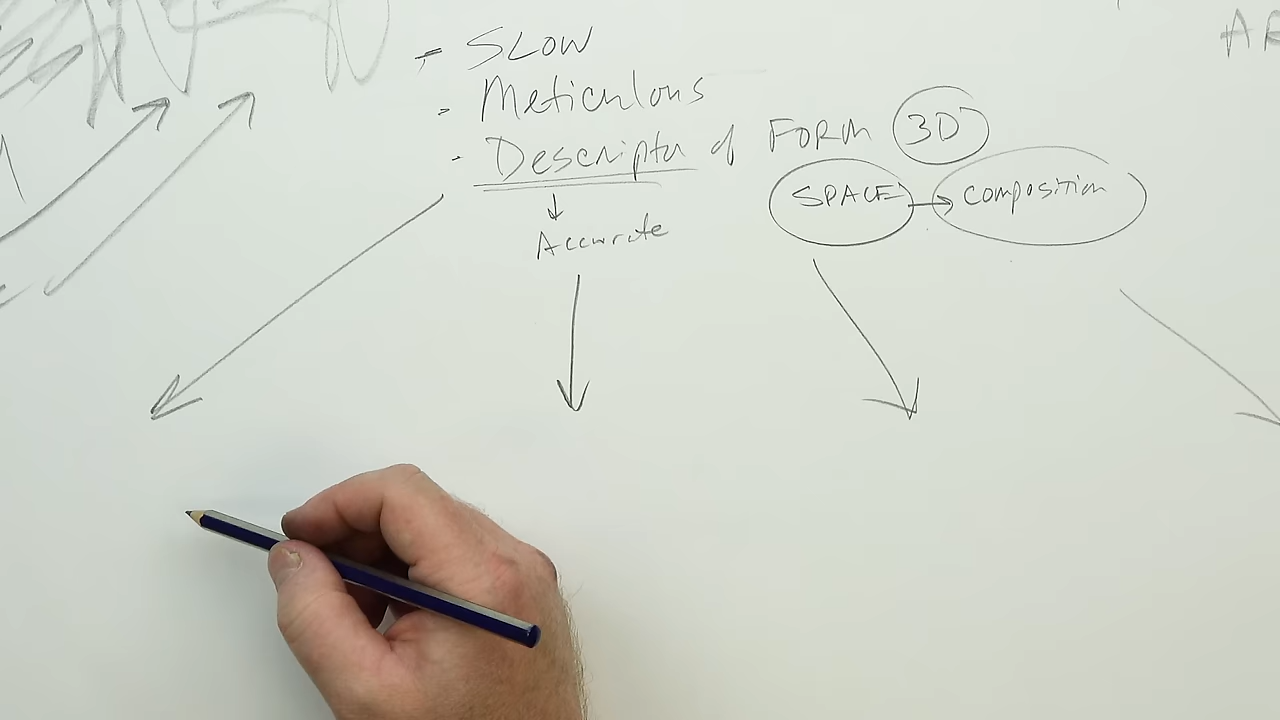 - SLOW
- Meticulous
- Descriptor of FORM 3D
SPACE → Composition
↓
Accurate